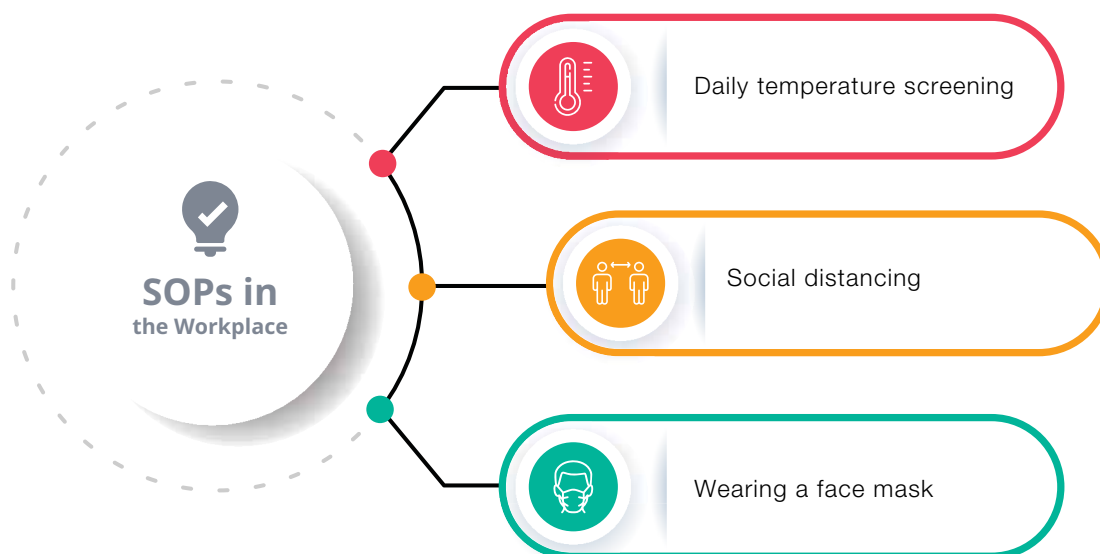 SOPs in
the Workplace
Daily temperature screening
Social distancing
Wearing a face mask